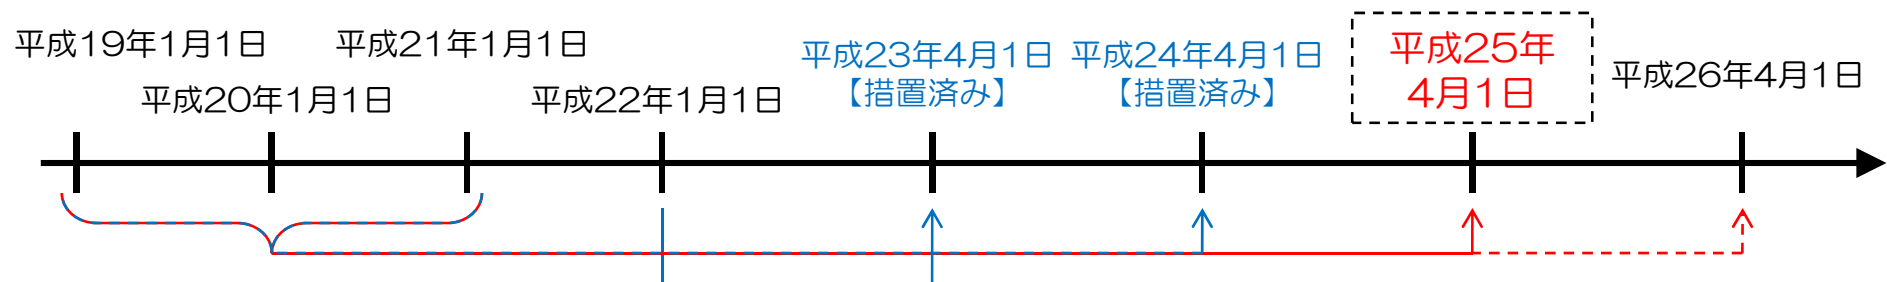 平成19年1月1日
平成20年1月1日
平成21年1月1日
平成22年1月1日
平成23年4月1日
【措置済み】
平成24年4月1日
【措置済み】
平成25年
4月1日
平成26年4月1日